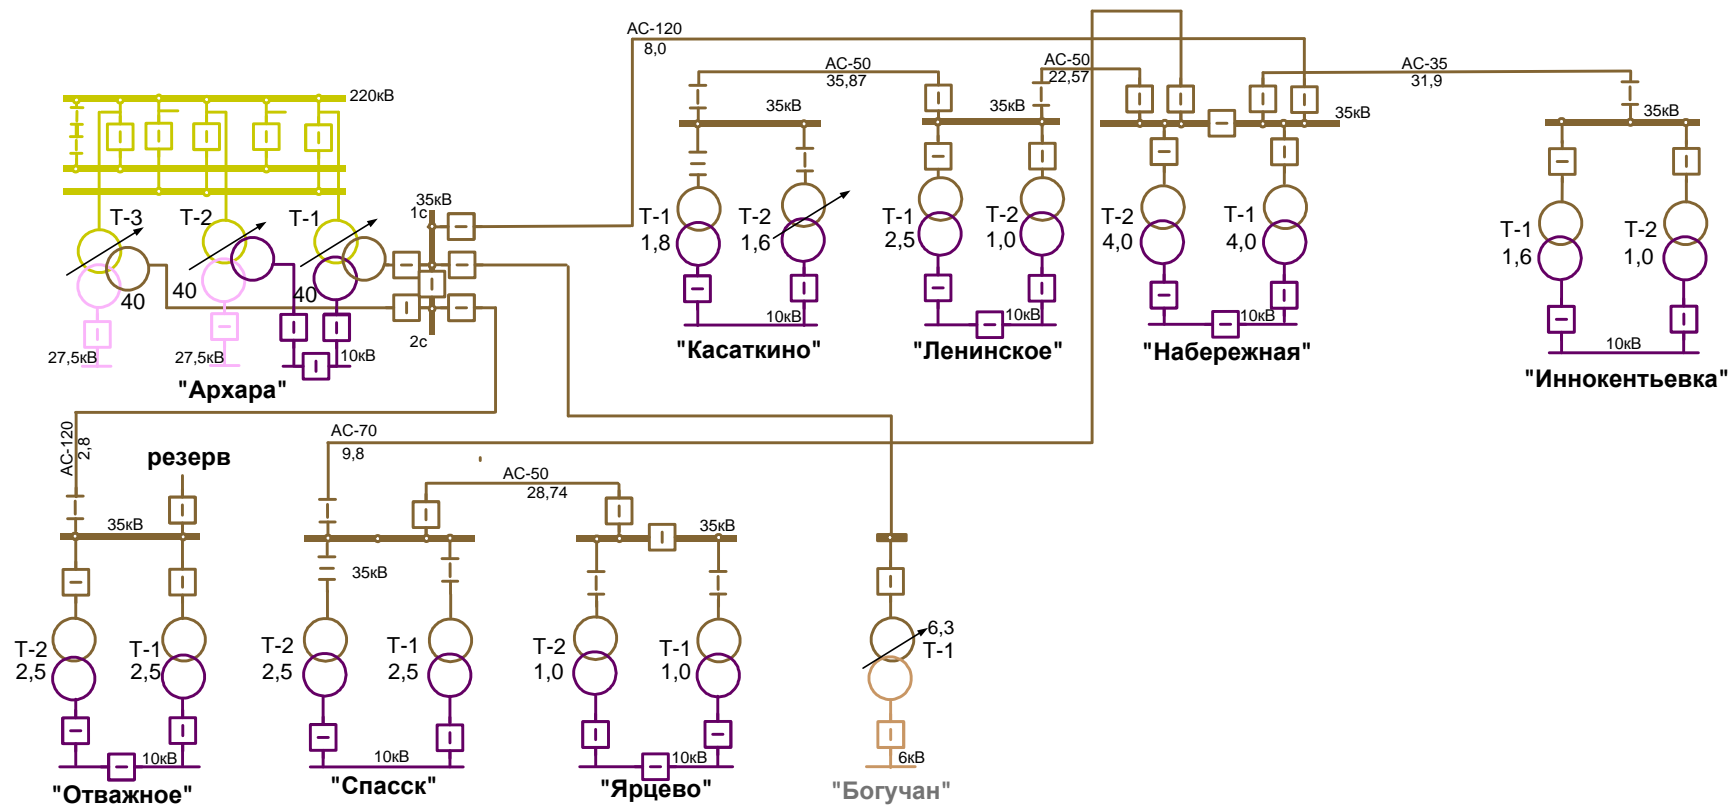 АС-120
8,0
АС-50
35,87
АС-50
22,57
АС-35
31,9
220кВ
35кВ
35кВ
35кВ
35кВ
Т-3
40
Т-2
40
Т-1
40
35кВ
1с
2с
27,5кВ
27,5кВ
10кВ
"Архара"
Т-1
1,8
Т-2
1,6
10кВ
"Касаткино"
Т-1
2,5
Т-2
1,0
10кВ
"Ленинское"
Т-2
4,0
Т-1
4,0
10кВ
"Набережная"
Т-1
1,6
Т-2
1,0
10кВ
"Иннокентьевка"
АС-120
2,8
резерв
35кВ
Т-2
2,5
Т-1
2,5
10кВ
"Отважное"
АС-70
9,8
35кВ
Т-2
2,5
Т-1
2,5
10кВ
"Спасск"
АС-50
28,74
35кВ
Т-2
1,0
Т-1
1,0
10кВ
"Ярцево"
6,3
Т-1
6кВ
"Богучан"